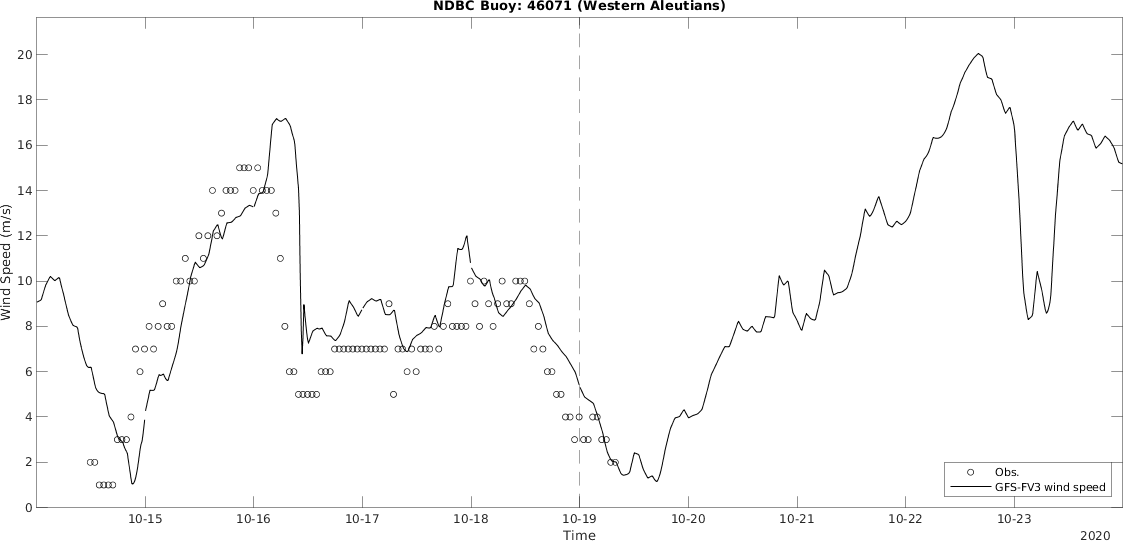 NDBC Buoy: 46071 (Western Aleutians)
Wind Speed (m/s)
20
18
16
14
12
10
8
6
4
2
0
10-15 10-16 10-17 10-18 10-19 10-20 10-21 10-22 10-23
Time
2020
Obs.
GFS-FV3 wind speed